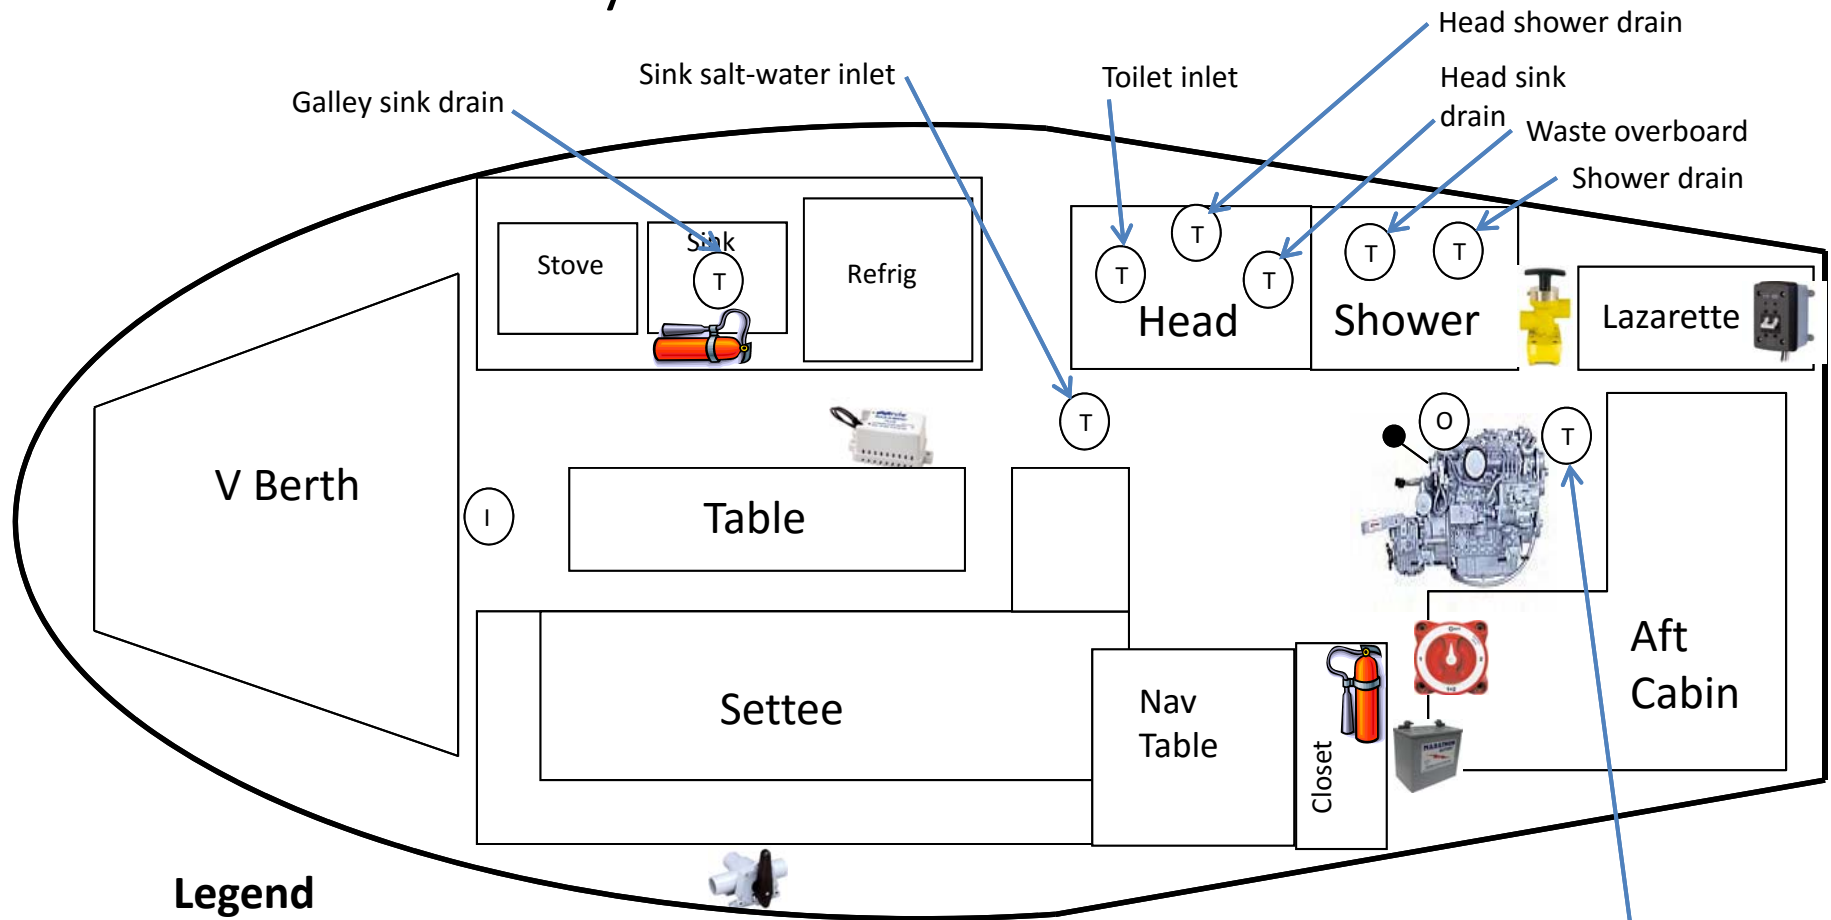 Head shower drain
Sink salt-water inlet
Toilet inlet
Head sink
drain
Galley sink drain
Waste overboard
Shower drain
Sink
T
T
T
T
T
T
Stove
Refrig
Head
Shower
Lazarette
T
O
T
V Berth
I
Table
Aft
Cabin
Settee
Nav
Table
Closet
Legend